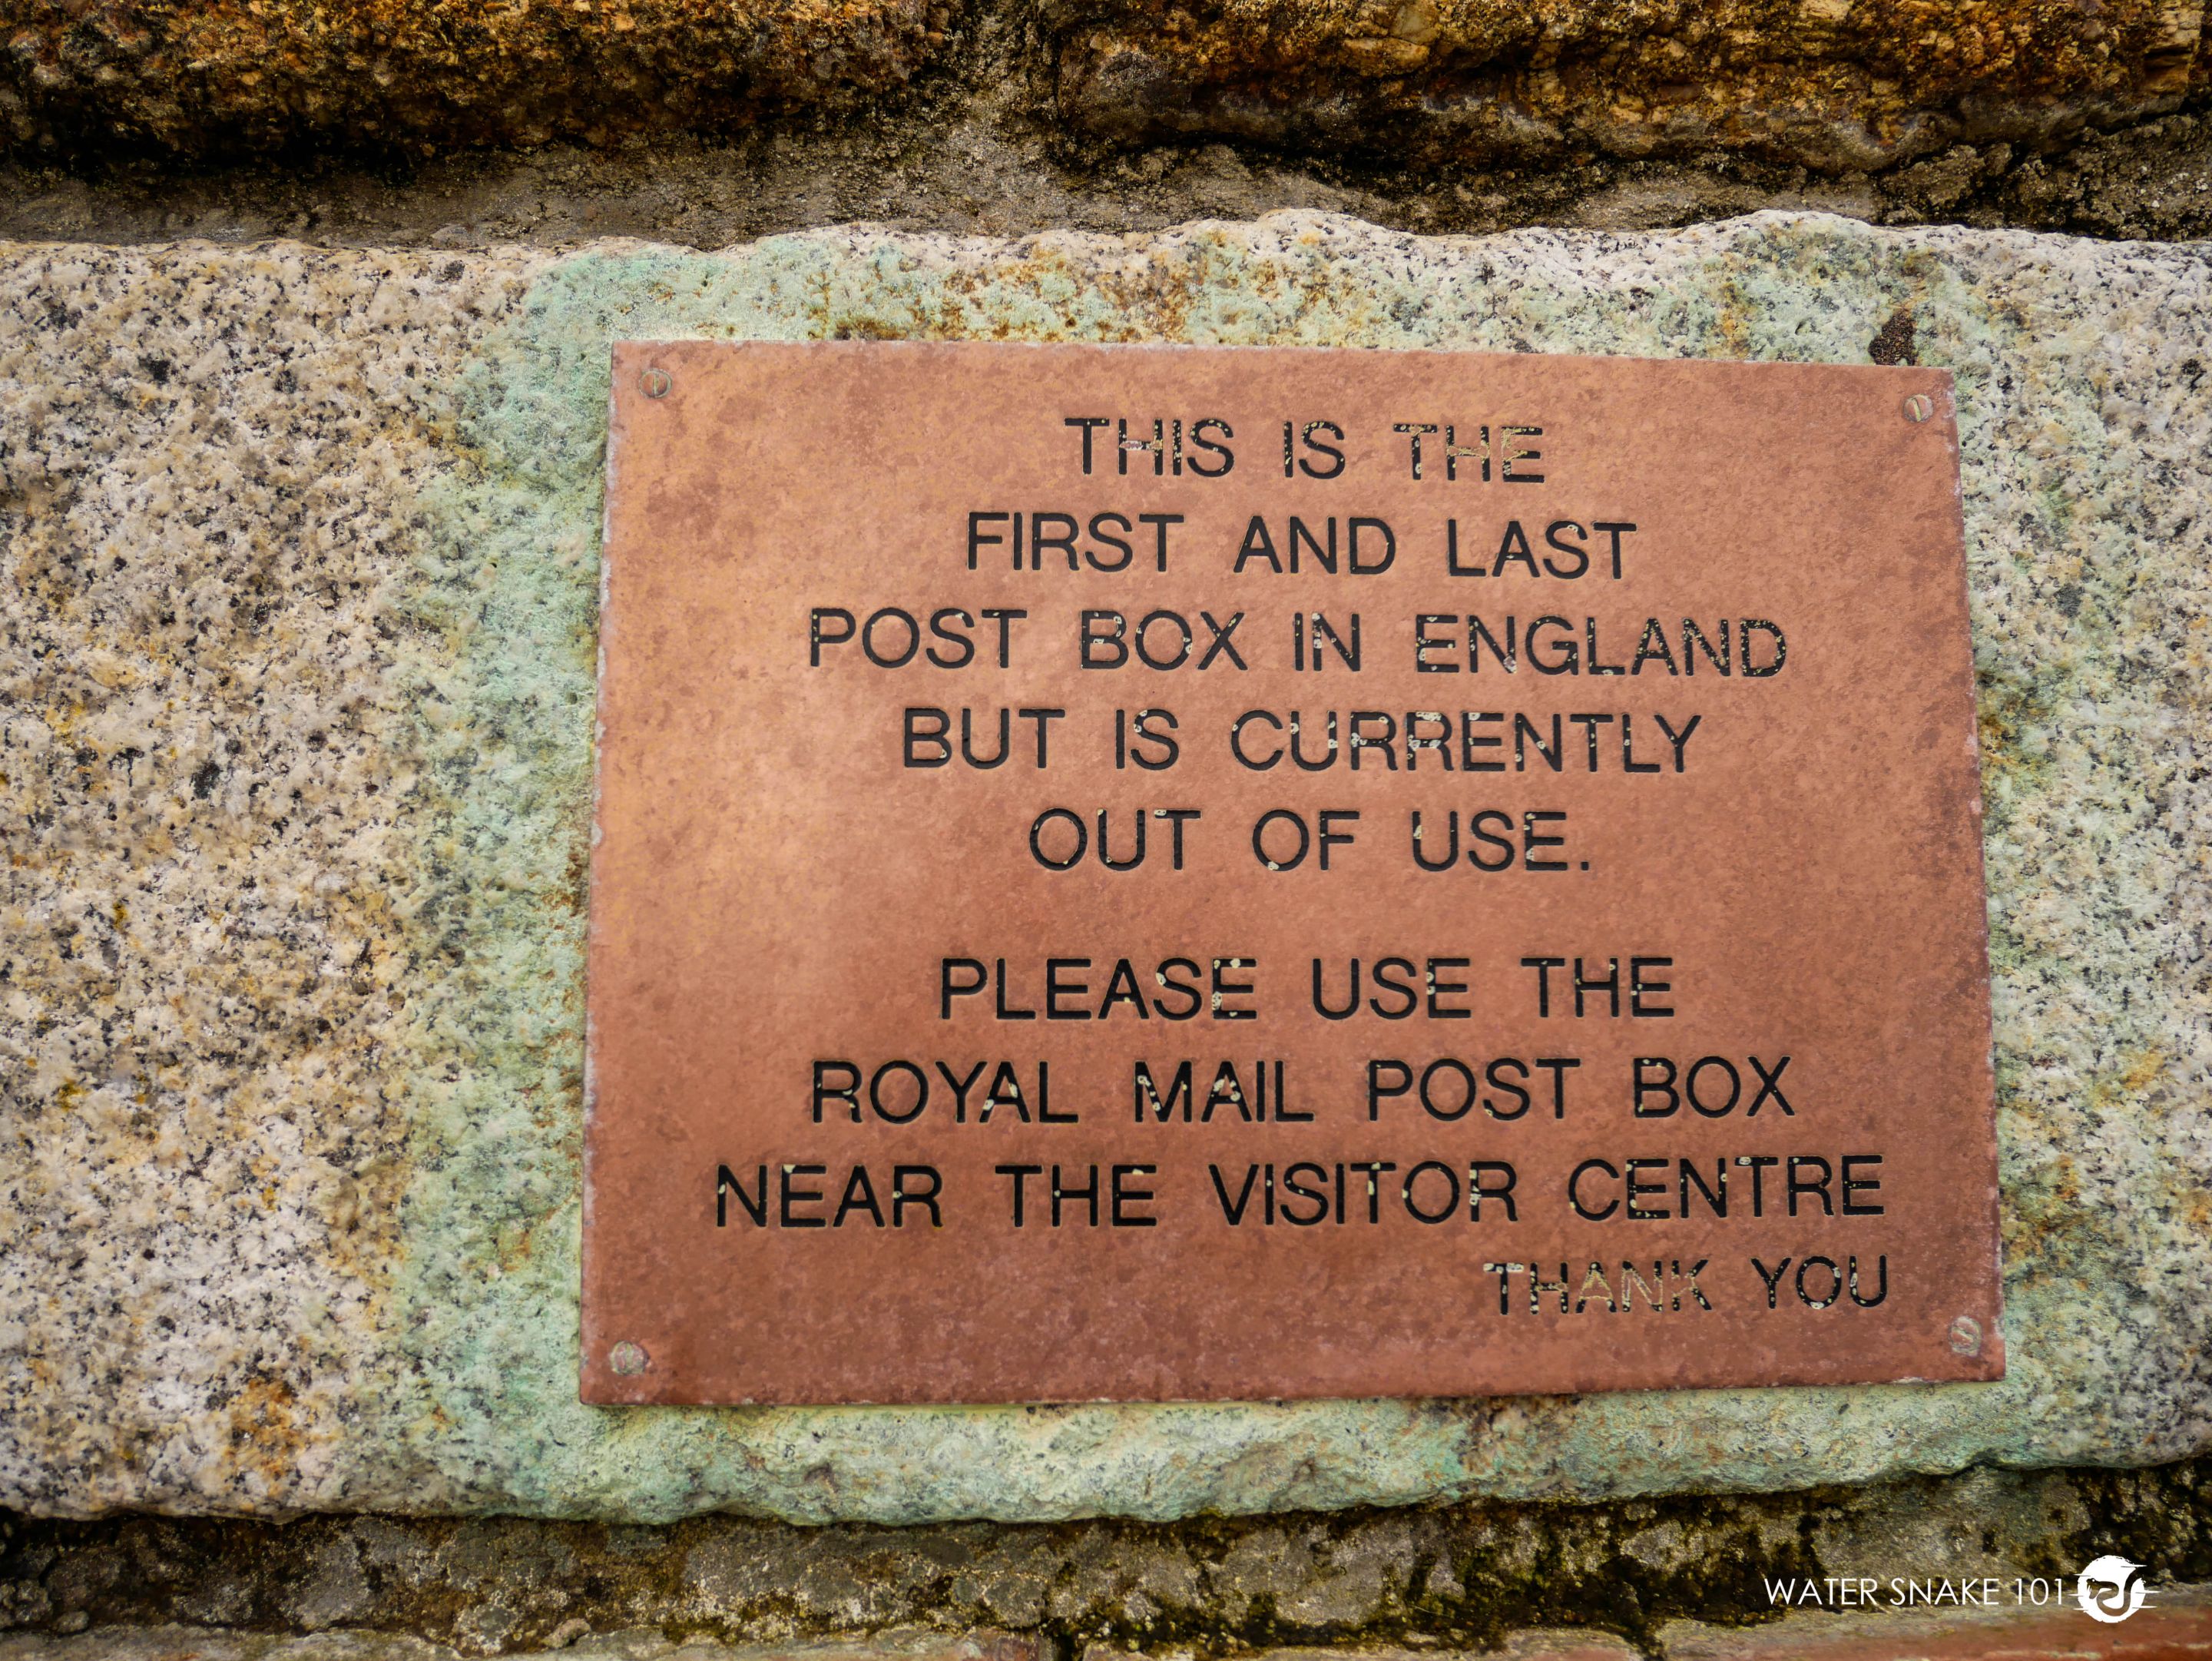 THIS IS THE
FIRST AND LAST
POST BOX IN ENGLAND
BUT IS CURRENTLY
OUT OF USE.
PLEASE USE THE
ROYAL MAIL POST BOX
NEAR THE VISITOR CENTRE
THANK YOU
WATER SNAKE 101